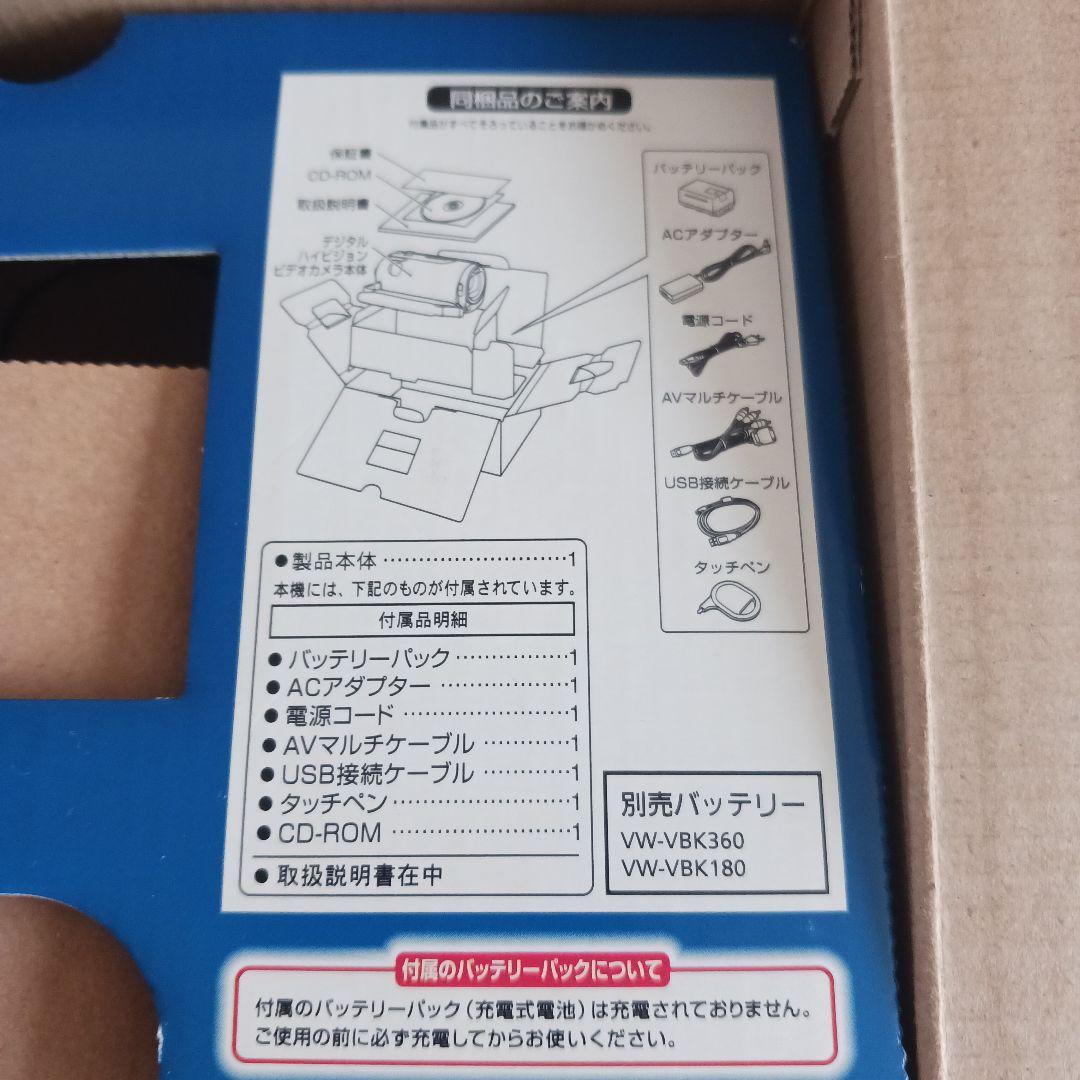 同梱品のご案内
付属品がすべてそろっていることをお確かめください。
保証書
CD-ROM
取扱説明書
デジタル
ハイビジョン
ビデオカメラ本体
バッテリーパック
ACアダプター
電源コード
AVマルチケーブル
USB接続ケーブル
タッチペン
●製品本体…………………………1
本機には、下記のものが付属されています。
付属品明細
●バッテリーパック……………1
●ACアダプター………………1
●電源コード……………………1
●AVマルチケーブル…………1
●USB接続ケーブル…………1
●タッチペン……………………1
●CD-ROM……………………1
●取扱説明書在中
別売バッテリー
VW-VBK360
VW-VBK180
付属のバッテリーパックについて
付属のバッテリーパック(充電式電池)は充電されておりません。
ご使用の前に必ず充電してからお使いください。